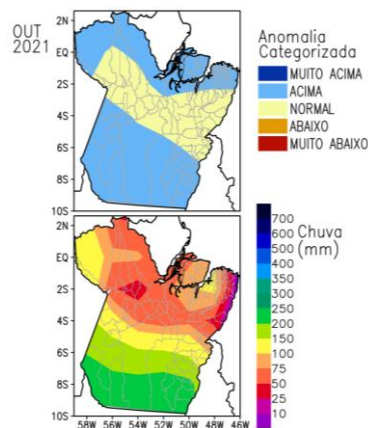 OUT
2021
2N
EQ
2S
4S
6S
8S
10S
Anomalia
Categorizada
MUITO ACIMA
ACIMA
NORMAL
ABAIXO
MUITO ABAIXO
2N
EQ
2S
4S
6S
8S
10S
58W 56W 54W 52W 50W 48W 46W
Chuva
(mm)
700
600
500
400
350
300
250
200
150
100
75
50
25
10